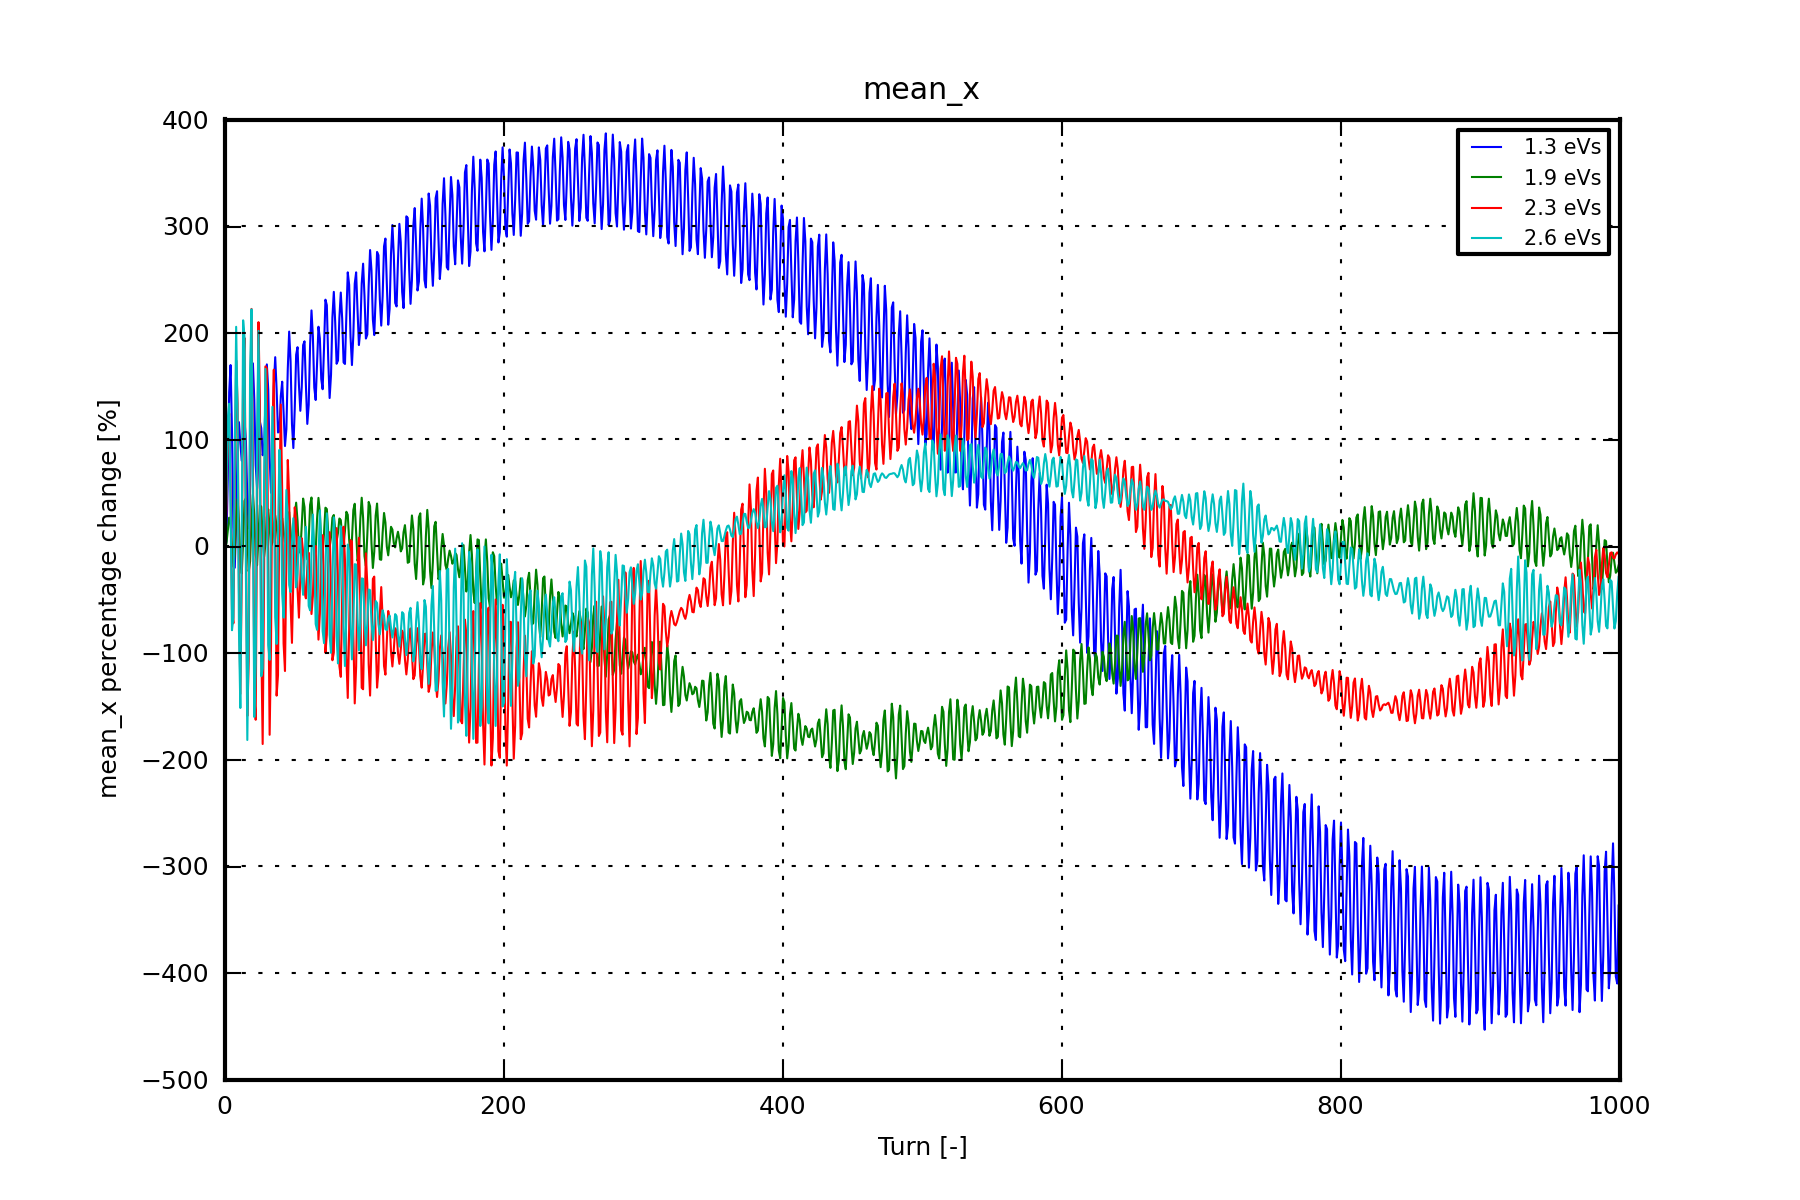 mean_x
400
300
200
100
0
−100
−200
−300
−400
−500
mean_x percentage change [%]
1.3 eVs
1.9 eVs
2.3 eVs
2.6 eVs
0 200 400 600 800 1000
Turn [-]